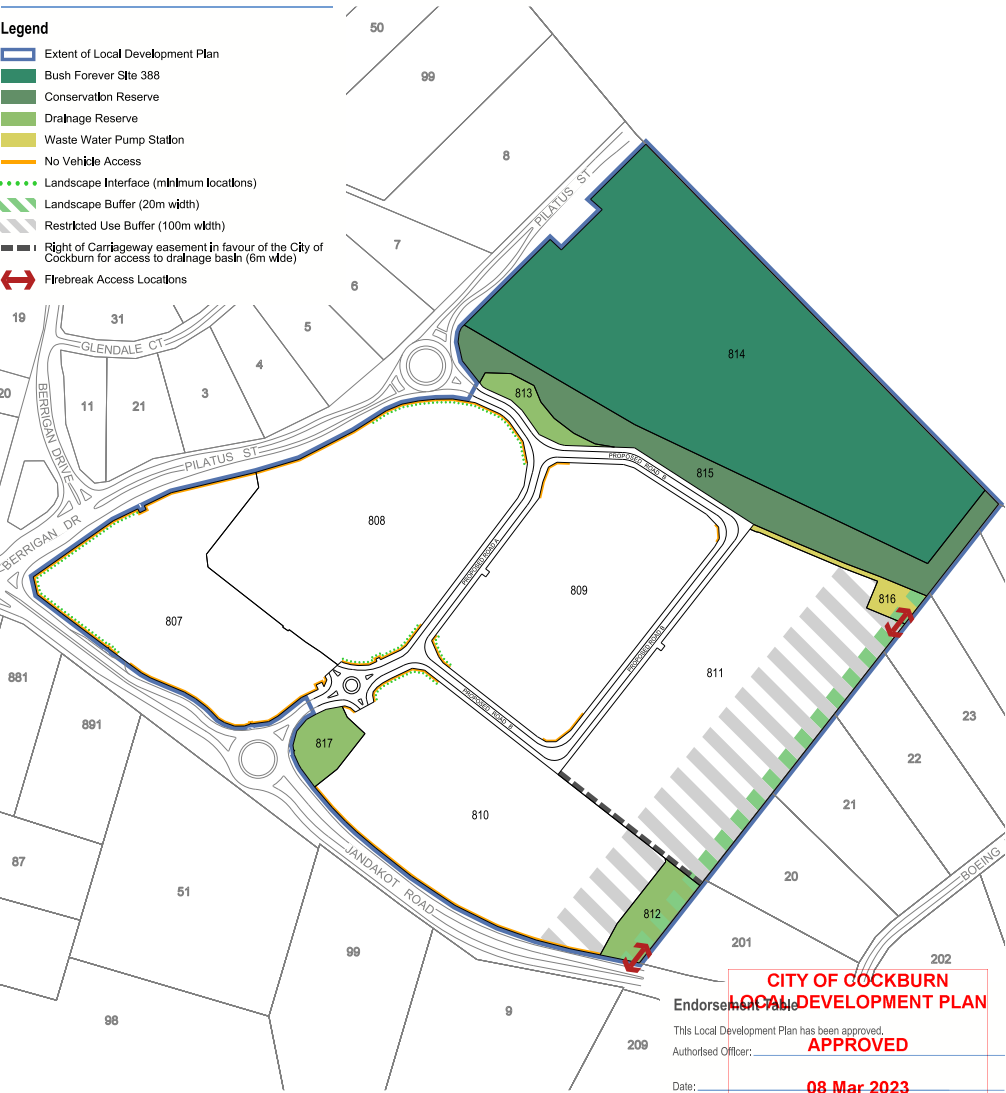 Legend
Extent of Local Development Plan
Bush Forever Site 388
Conservation Reserve
Drainage Reserve
Waste Water Pump Station
No Vehicle Access
Landscape Interface (minimum locations)
Landscape Buffer (20m width)
Restricted Use Buffer (100m width)
Right of Carriageway easement in favour of the City of
Cockburn for access to drainage basin (6m wide)
Firebreak Access Locations
50
99
8
PILATUS ST
7
6
5
4
3
19
31
GLENDALE CT
20
11
21
BERRIGAN DRIVE
PILATUS ST
BERRIGAN DR
814
813
815
PROPOSED ROAD B
808
PROPOSED ROAD A
809
807
816
811
PROPOSED ROAD B
PROPOSED ROAD B
881
891
817
810
23
22
21
20
87
51
JANDAKOT ROAD
812
BOEING
201
202
99
9
98
209
CITY OF COCKBURN
LOCAL DEVELOPMENT PLAN
Endorsement Table
This Local Development Plan has been approved.
Authorised Officer:
APPROVED
Date:
08 Mar 2023